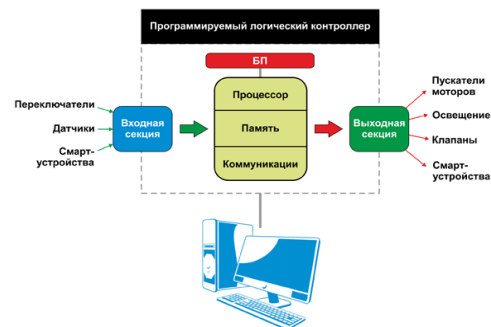 Программируемый логический контроллер
БП
Процессор
Память
Коммуникации
Переключатели
Датчики
Смарт-
устройства
Входная
секция
Выходная
секция
Пускатели
моторов
Освещение
Клапаны
Смарт-
устройства